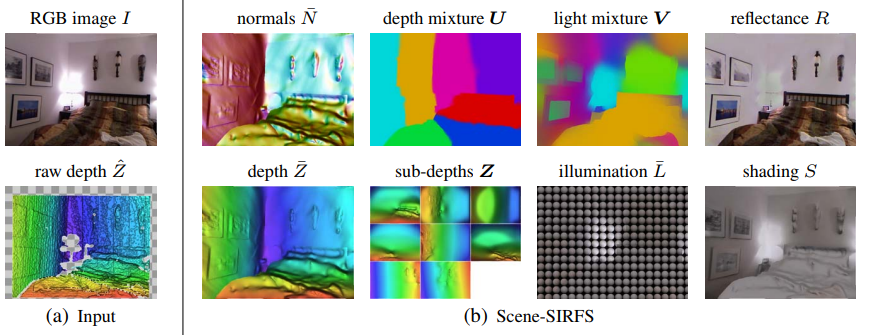 RGB image I
normals N̄
depth mixture U
light mixture V
reflectance R
raw depth Ẑ
depth Z̄
sub-depths Z
illumination L̄
shading S
(a) Input
(b) Scene-SIRFS